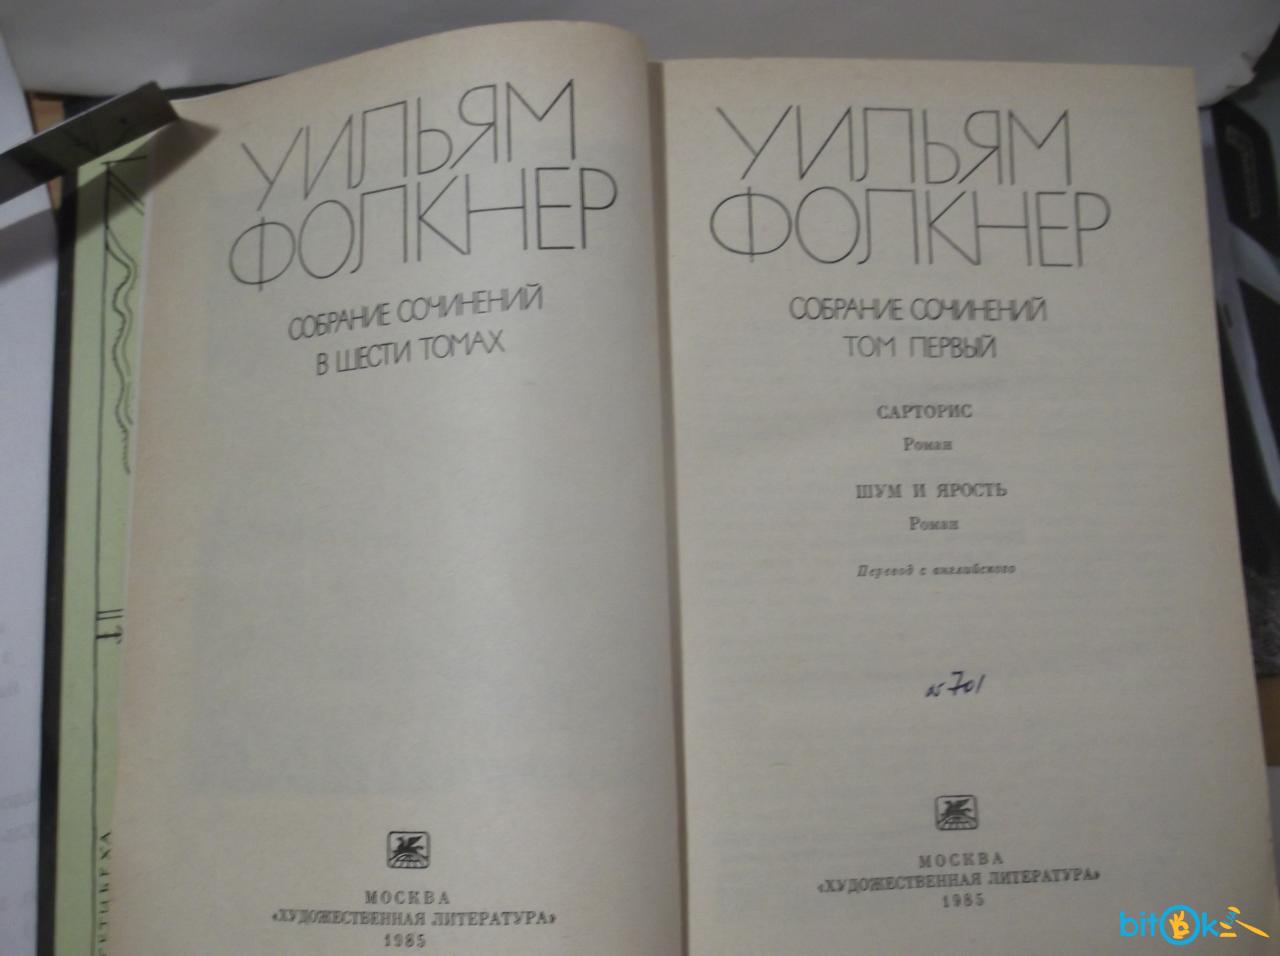 УИЛЬЯМ
ФОЛКНЕР
СОБРАНИЕ СОЧИНЕНИЙ
В ШЕСТИ ТОМАХ
МОСКВА
«ХУДОЖЕСТВЕННАЯ ЛИТЕРАТУРА»
1985
УИЛЬЯМ
ФОЛКНЕР
СОБРАНИЕ СОЧИНЕНИЙ
ТОМ ПЕРВЫЙ
САРТОРИС
Роман
ШУМ И ЯРОСТЬ
Роман
Перевод с английского
701
МОСКВА
«ХУДОЖЕСТВЕННАЯ ЛИТЕРАТУРА»
1985
bitOk